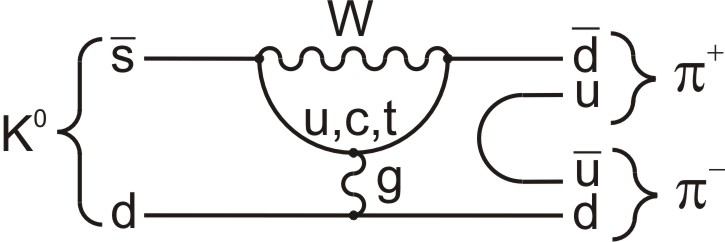 W
s̅ d̅
u π⁺
K⁰ u,c,t
g u̅ π⁻
d d